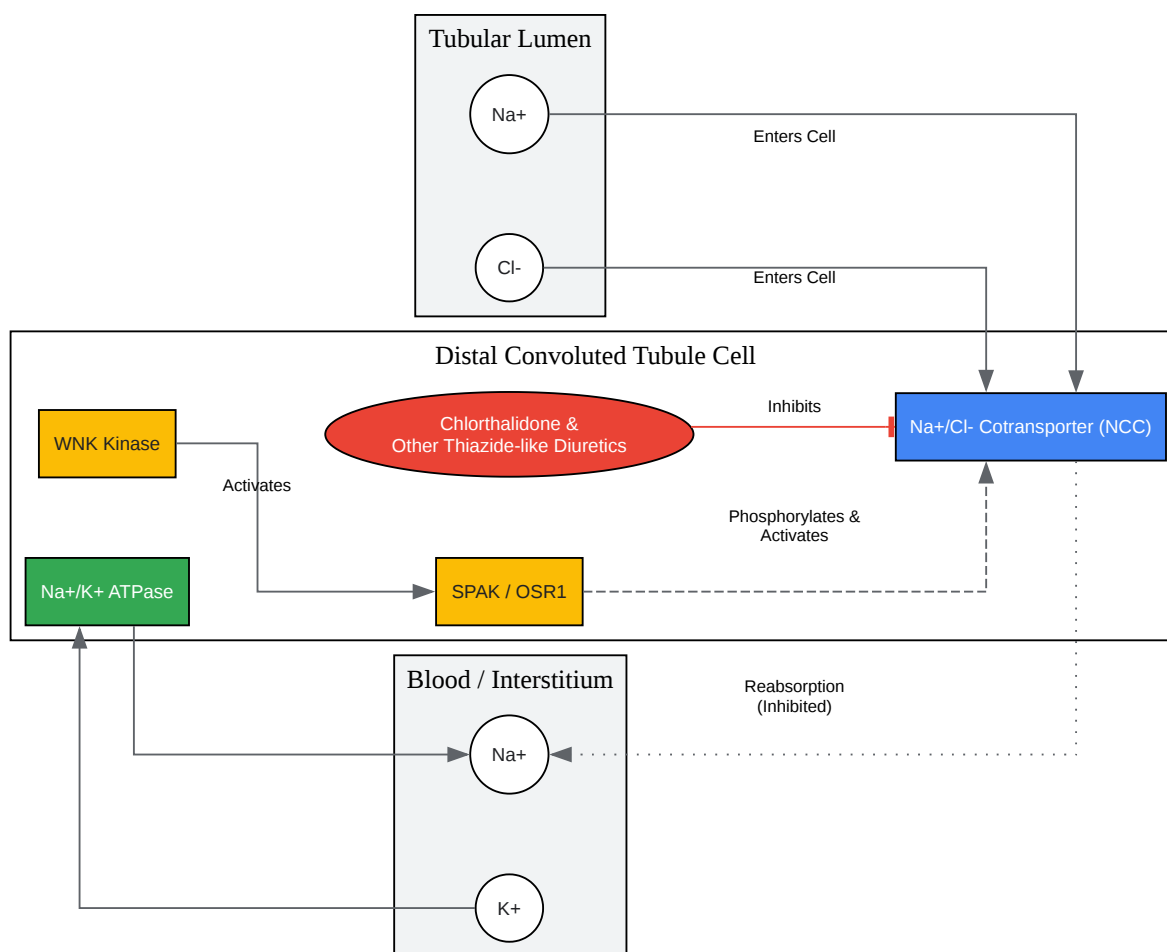 Tubular Lumen
Na+
Enters Cell
Cl-
Enters Cell
Distal Convoluted Tubule Cell
WNK Kinase
Chlorthalidone &
Other Thiazide-like Diuretics
Inhibits
Na+/Cl- Cotransporter (NCC)
Activates
Phosphorylates &
Activates
Na+/K+ ATPase
SPAK / OSR1
Blood / Interstitium
Reabsorption
(Inhibited)
Na+
K+